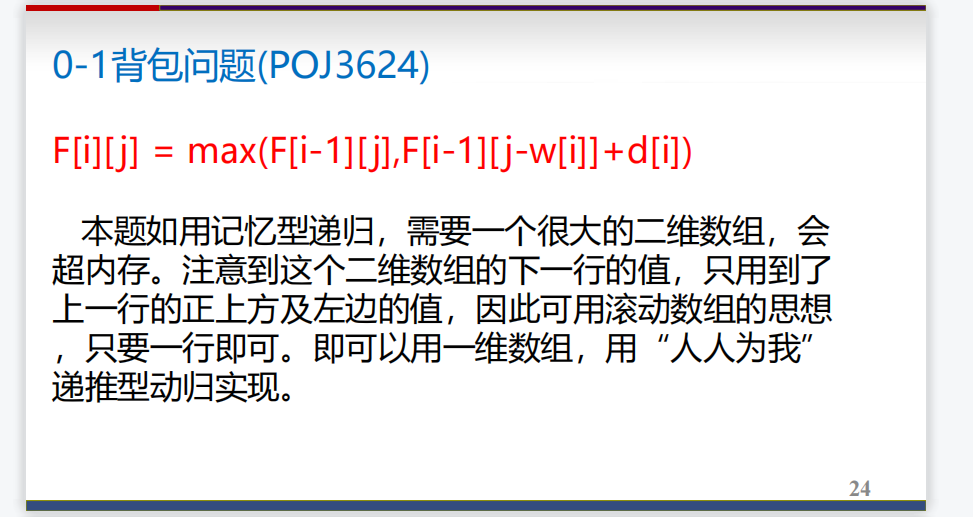 0-1背包问题(POJ3624)
F[i][j] = max(F[i-1][j],F[i-1][j-w[i]]+d[i])
本题如用记忆型递归，需要一个很大的二维数组，会
超内存。注意到这个二维数组的下一行的值，只用到了
上一行的正上方及左边的值，因此可用滚动数组的思想
，只要一行即可。即可以用一维数组，用“人人为我”
递推型动归实现。
24